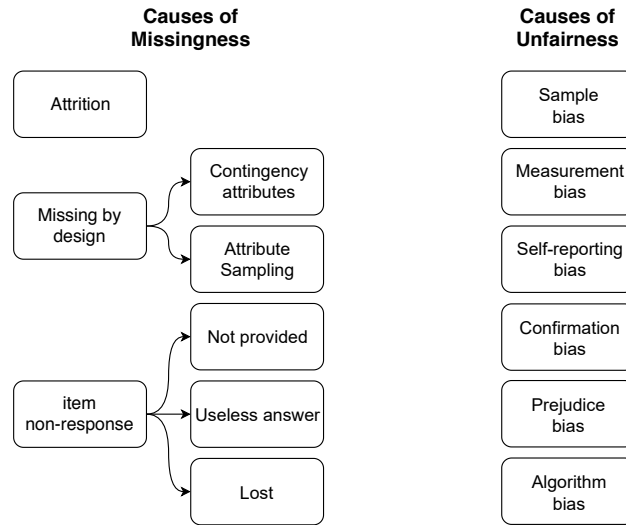 Causes of
Missingness
Causes of
Unfairness
Attrition
Sample
bias
Missing by
design
Contingency
attributes
Measurement
bias
Attribute
Sampling
Self-reporting
bias
item
non-response
Not provided
Confirmation
bias
Useless answer
Prejudice
bias
Lost
Algorithm
bias